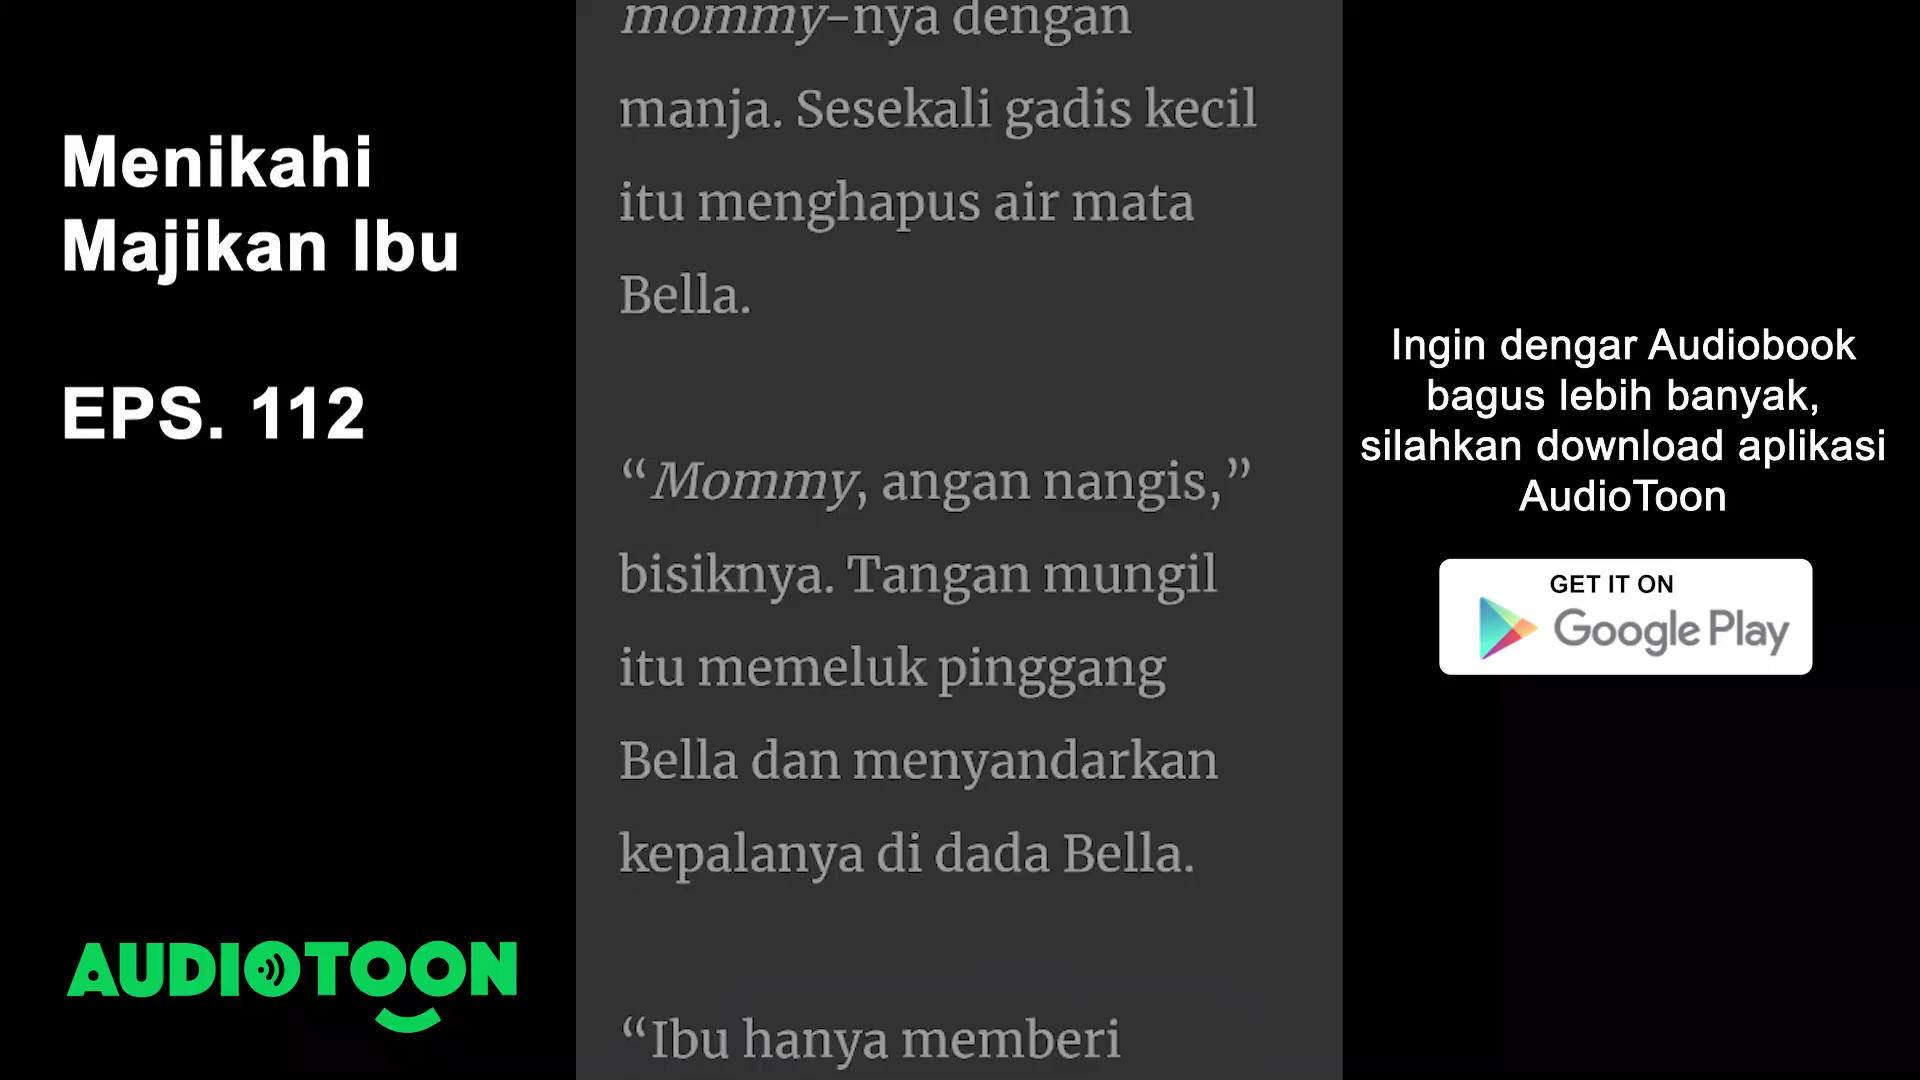 Menikahi
Majikan Ibu
EPS. 112
AUDIOTOON
mommy-nya dengan
manja. Sesekali gadis kecil
itu menghapus air mata
Bella.
“Mommy, angan nangis,”
bisiknya. Tangan mungil
itu memeluk pinggang
Bella dan menyandarkan
kepalanya di dada Bella.
“Ibu hanya memberi
Ingin dengar Audiobook
bagus lebih banyak,
silahkan download aplikasi
AudioToon
GET IT ON
Google Play